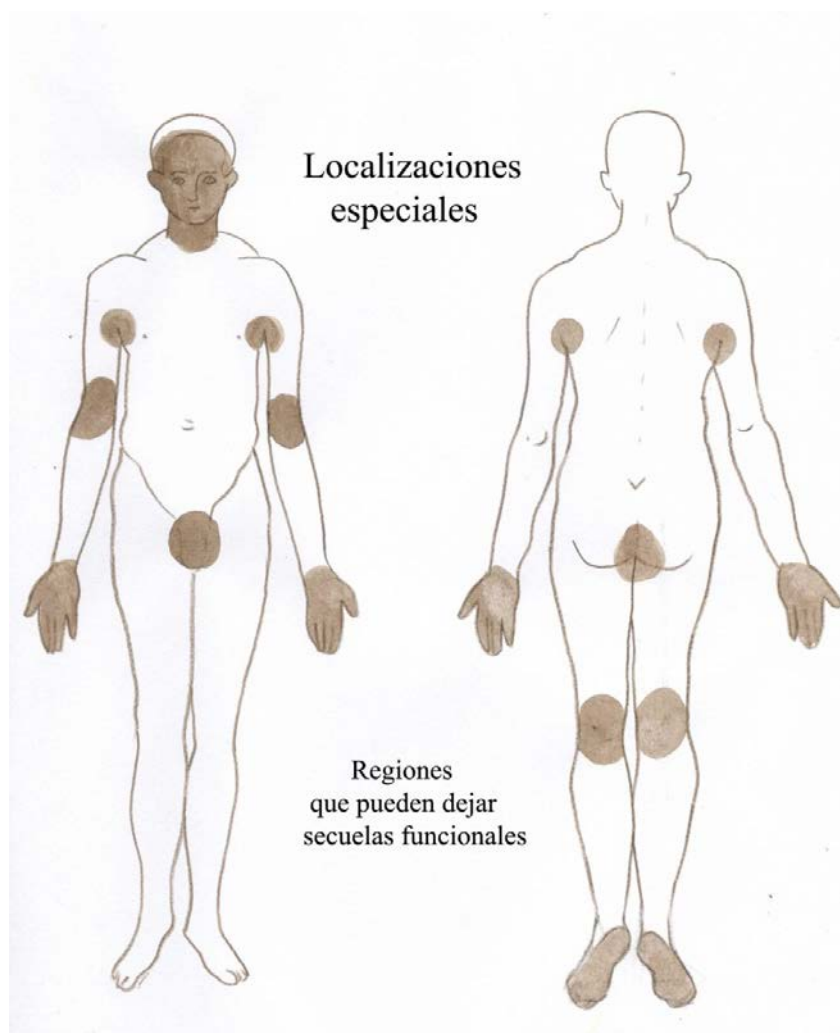 Localizaciones
especiales
Regiones
que pueden dejar
secuelas funcionales